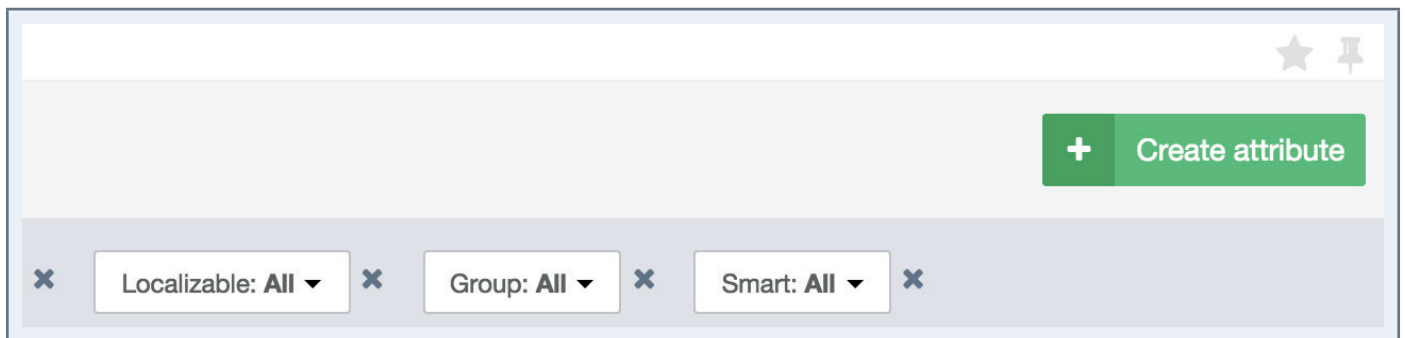 Create attribute
Localizable: All
Group: All
Smart: All